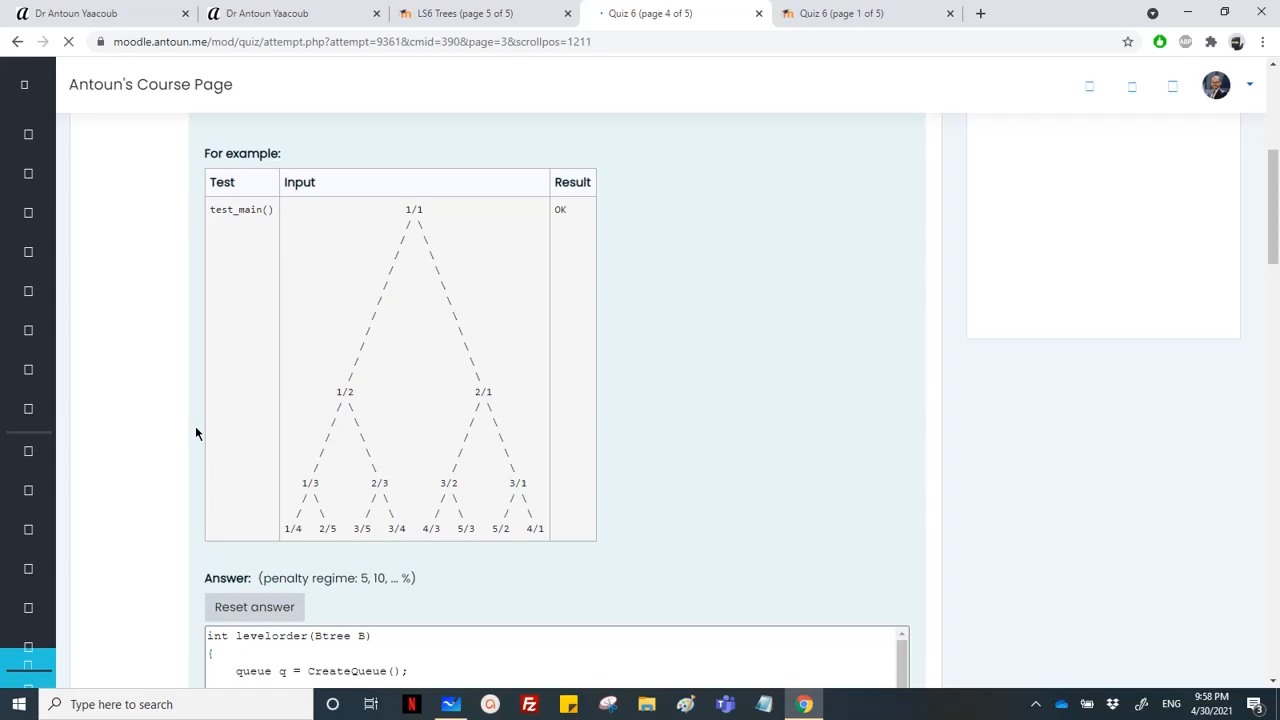 Dr Antoun Yaacoub
Dr Antoun Yaacoub
LS6 Trees (page 5 of 5)
Quiz 6 (page 4 of 5)
Quiz 6 (page 1 of 5)
moodle.antoun.me/mod/quiz/attempt.php?attempt=9361&cmid=390&page=3&scrollpos=1211
ABP
Antoun's Course Page
For example:
Test Input Result
test_main() 1/1 OK
/ \
/ \
/ \
/ \
/ \
/ \
/ \
/ \
/ \
/ \
/ \
1/2 2/1
/ \ / \
/ \ / \
/ \ / \
/ \ / \
/ \ / \
1/3 2/3 3/2 3/1
/ \ / \ / \ / \
/ \ / \ / \ / \
1/4 2/5 3/5 3/4 4/3 5/3 5/2 4/1
Answer: (penalty regime: 5, 10, ... %)
Reset answer
int levelorder(Btree B)
{
queue q = CreateQueue();
Type here to search
N
ENG
9:58 PM
4/30/2021
3